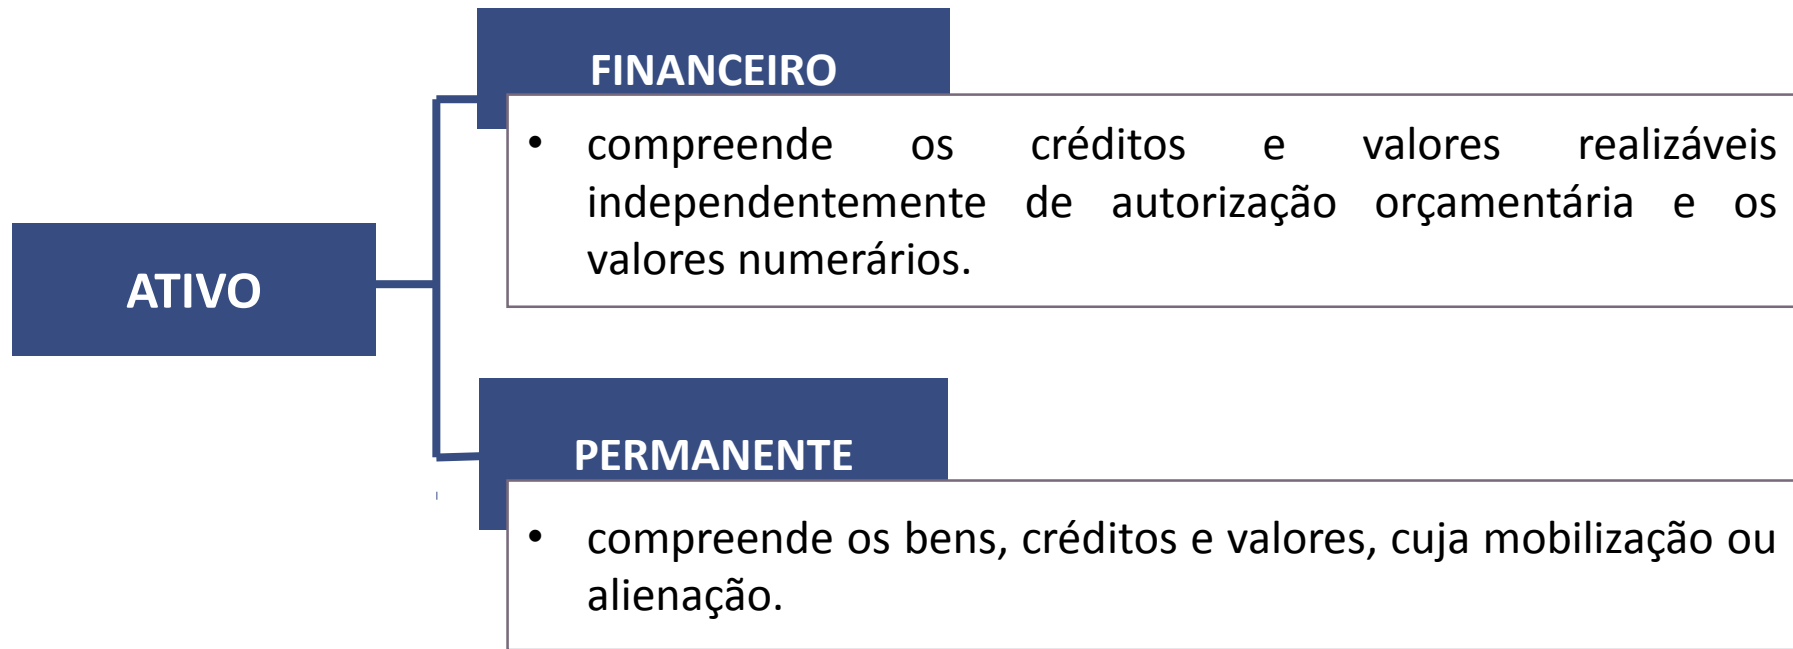 FINANCEIRO
• compreende os créditos e valores realizáveis
independentemente de autorização orçamentária e os
valores numerários.
ATIVO
PERMANENTE
• compreende os bens, créditos e valores, cuja mobilização ou
alienação.